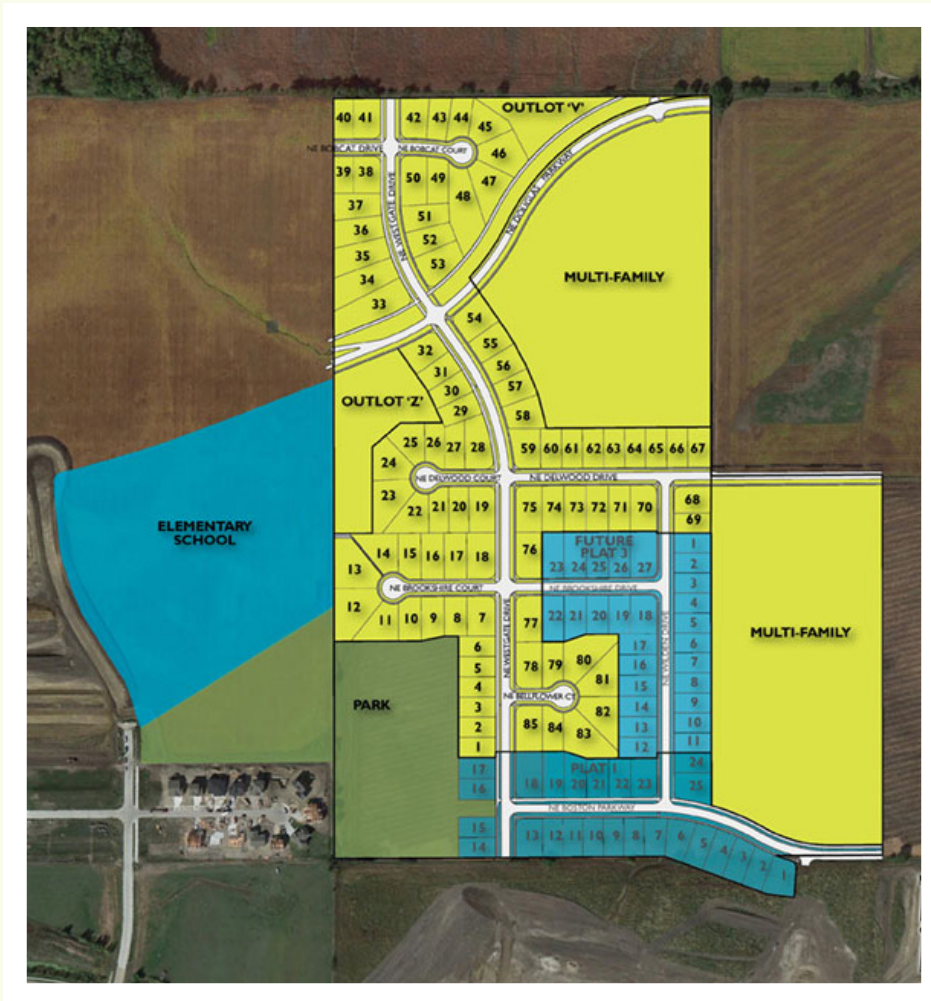 OUTLOT 'V'
40 41 42 43 44 45
NE BOBCAT DRIVE NE BOBCAT COURT
46
39 38 50 49 47
48
NE WESTGATE DRIVE
NE DOUGLAS PARKWAY
37 51
36 52
35 53
34
33
MULTI-FAMILY
54
32 55
31 56
30 57
29 58
OUTLOT 'Z'
25 26 27 28 59 60 61 62 63 64 65 66 67
24
NE DELWOOD COURT NE DELWOOD DRIVE
23 22 21 20 19 75 74 73 72 71 70 68
69
ELEMENTARY
SCHOOL
FUTURE
PLAT 3
14 15 16 17 18 76 23 24 25 26 27 1
13 2
NE BROOKSHIRE COURT NE BROOKSHIRE DRIVE 3
12 11 10 9 8 7 77 22 21 20 19 18 4
5
NE WESTGATE DRIVE
NE WILDEN DRIVE
MULTI-FAMILY
6 17 6
5 78 79 80 16 7
4 81 15 8
NE BELLFLOWER CT
PARK
3 82 14 9
2 85 84 83 13 10
1 12 11
PLAT 1
17 24
16 18 19 20 21 22 23 25
NE BOSTON PARKWAY
15 13 12 11 10 9 8 7 6 5 4 3 2 1
14